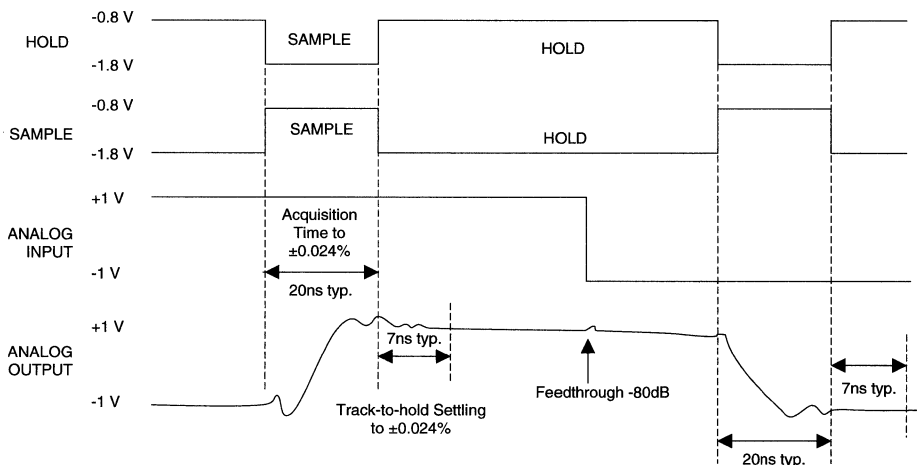 -0.8 V
HOLD
SAMPLE
HOLD
-1.8 V
-0.8 V
SAMPLE
SAMPLE
HOLD
-1.8 V
+1 V
ANALOG
INPUT
Acquisition
Time to
±0.024%
-1 V
20ns typ.
+1 V
ANALOG
OUTPUT
7ns typ.
-1 V
Feedthrough -80dB
7ns typ.
Track-to-hold Settling
to ±0.024%
20ns typ.